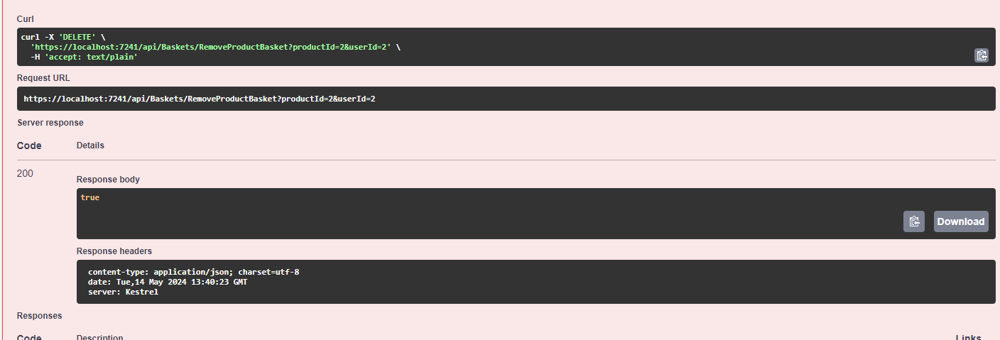 Curl
curl -X 'DELETE' \
'https://localhost:7241/api/Baskets/RemoveProductBasket?productId=2&userId=2' \
-H 'accept: text/plain'
Request URL
https://localhost:7241/api/Baskets/RemoveProductBasket?productId=2&userId=2
Server response
Code Details
200
Response body
true
Download
Response headers
content-type: application/json; charset=utf-8
date: Tue,14 May 2024 13:40:23 GMT
server: Kestrel
Responses
Code Description Links